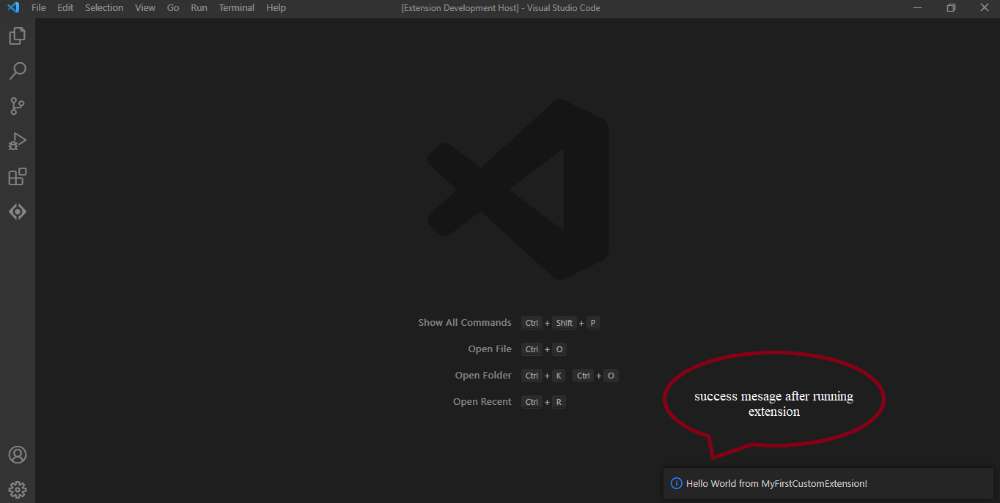 File Edit Selection View Go Run Terminal Help [Extension Development Host] - Visual Studio Code
Show All Commands Ctrl + Shift + P
Open File Ctrl + O
Open Folder Ctrl + K Ctrl + O
Open Recent Ctrl + R
success mesage after running
extension
Hello World from MyFirstCustomExtension!